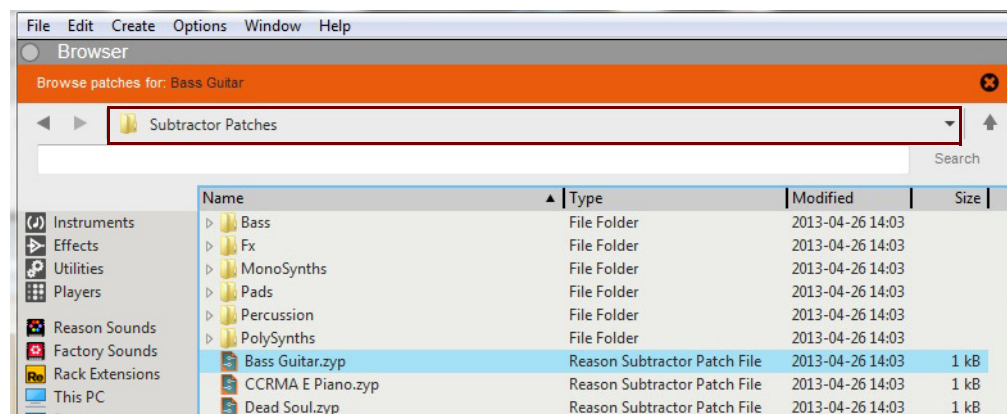 File Edit Create Options Window Help
Browser
Browse patches for: Bass Guitar
Subtractor Patches
Search
Name Type Modified Size
Instruments
Effects
Utilities
Players
Reason Sounds
Factory Sounds
Re Rack Extensions
This PC
Bass File Folder 2013-04-26 14:03
Fx File Folder 2013-04-26 14:03
MonoSynths File Folder 2013-04-26 14:03
Pads File Folder 2013-04-26 14:03
Percussion File Folder 2013-04-26 14:03
PolySynths File Folder 2013-04-26 14:03
Bass Guitar.zyp Reason Subtractor Patch File 2013-04-26 14:03 1 kB
CCRMA E Piano.zyp Reason Subtractor Patch File 2013-04-26 14:03 1 kB
Dead Soul.zyp Reason Subtractor Patch File 2013-04-26 14:03 1 kB